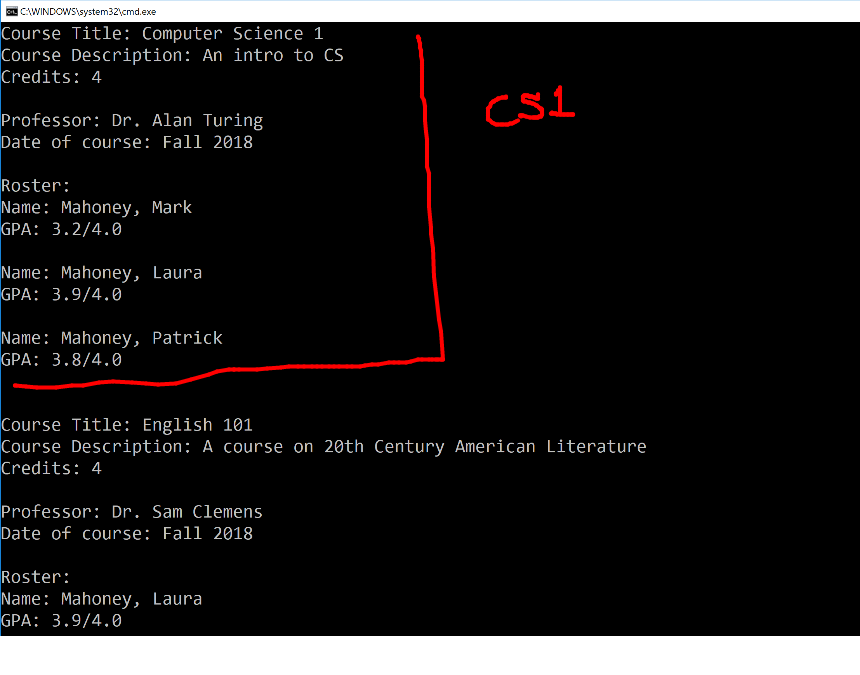 C:\WINDOWS\system32\cmd.exe
Course Title: Computer Science 1
Course Description: An intro to CS
Credits: 4
CS1
Professor: Dr. Alan Turing
Date of course: Fall 2018
Roster:
Name: Mahoney, Mark
GPA: 3.2/4.0
Name: Mahoney, Laura
GPA: 3.9/4.0
Name: Mahoney, Patrick
GPA: 3.8/4.0
Course Title: English 101
Course Description: A course on 20th Century American Literature
Credits: 4
Professor: Dr. Sam Clemens
Date of course: Fall 2018
Roster:
Name: Mahoney, Laura
GPA: 3.9/4.0